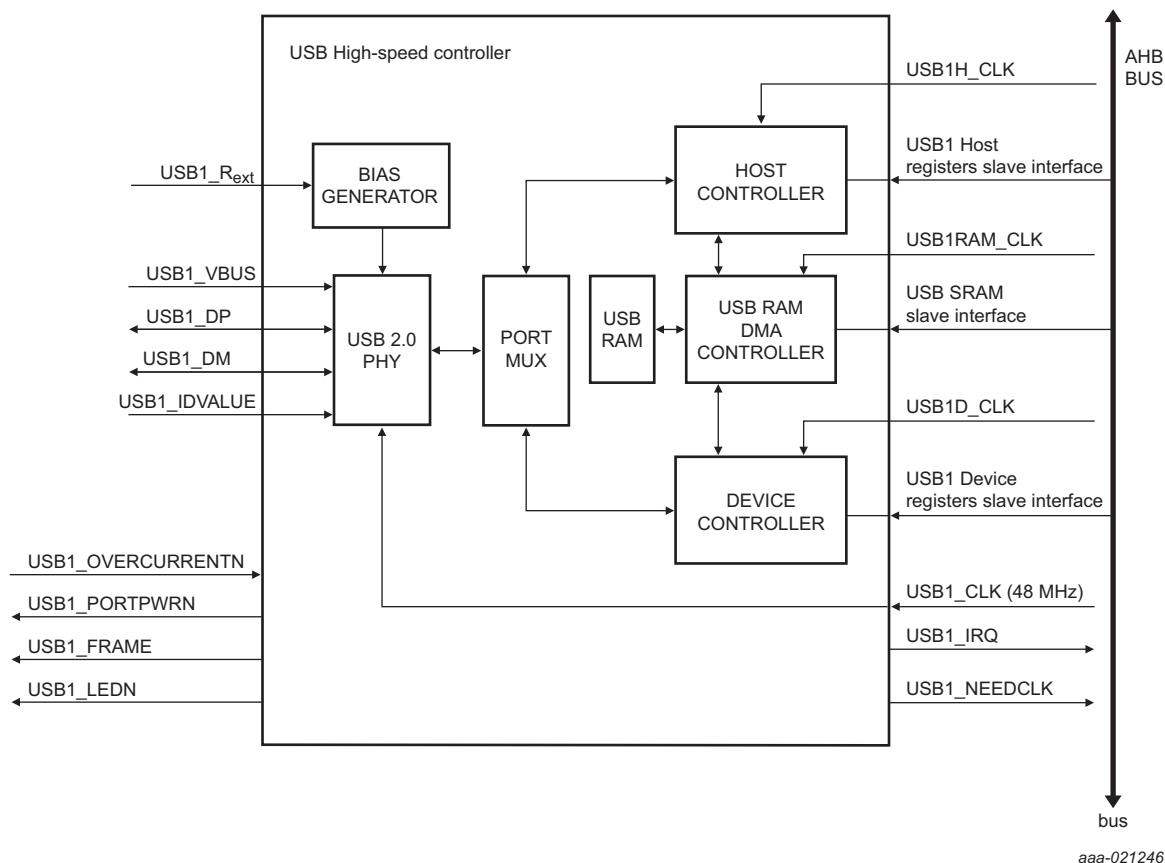 USB High-speed controller
AHB
BUS
USB1H_CLK
USB1 Host
registers slave interface
HOST
CONTROLLER
USB1_Rext
BIAS
GENERATOR
USB1RAM_CLK
USB SRAM
slave interface
USB1_VBUS
USB1_DP
USB1_DM
USB1_IDVALUE
USB 2.0
PHY
PORT
MUX
USB
RAM
USB RAM
DMA
CONTROLLER
USB1D_CLK
USB1 Device
registers slave interface
DEVICE
CONTROLLER
USB1_OVERCURRENTN
USB1_PORTPWRN
USB1_FRAME
USB1_LEDN
USB1_CLK (48 MHz)
USB1_IRQ
USB1_NEEDCLK
bus
aaa-021246